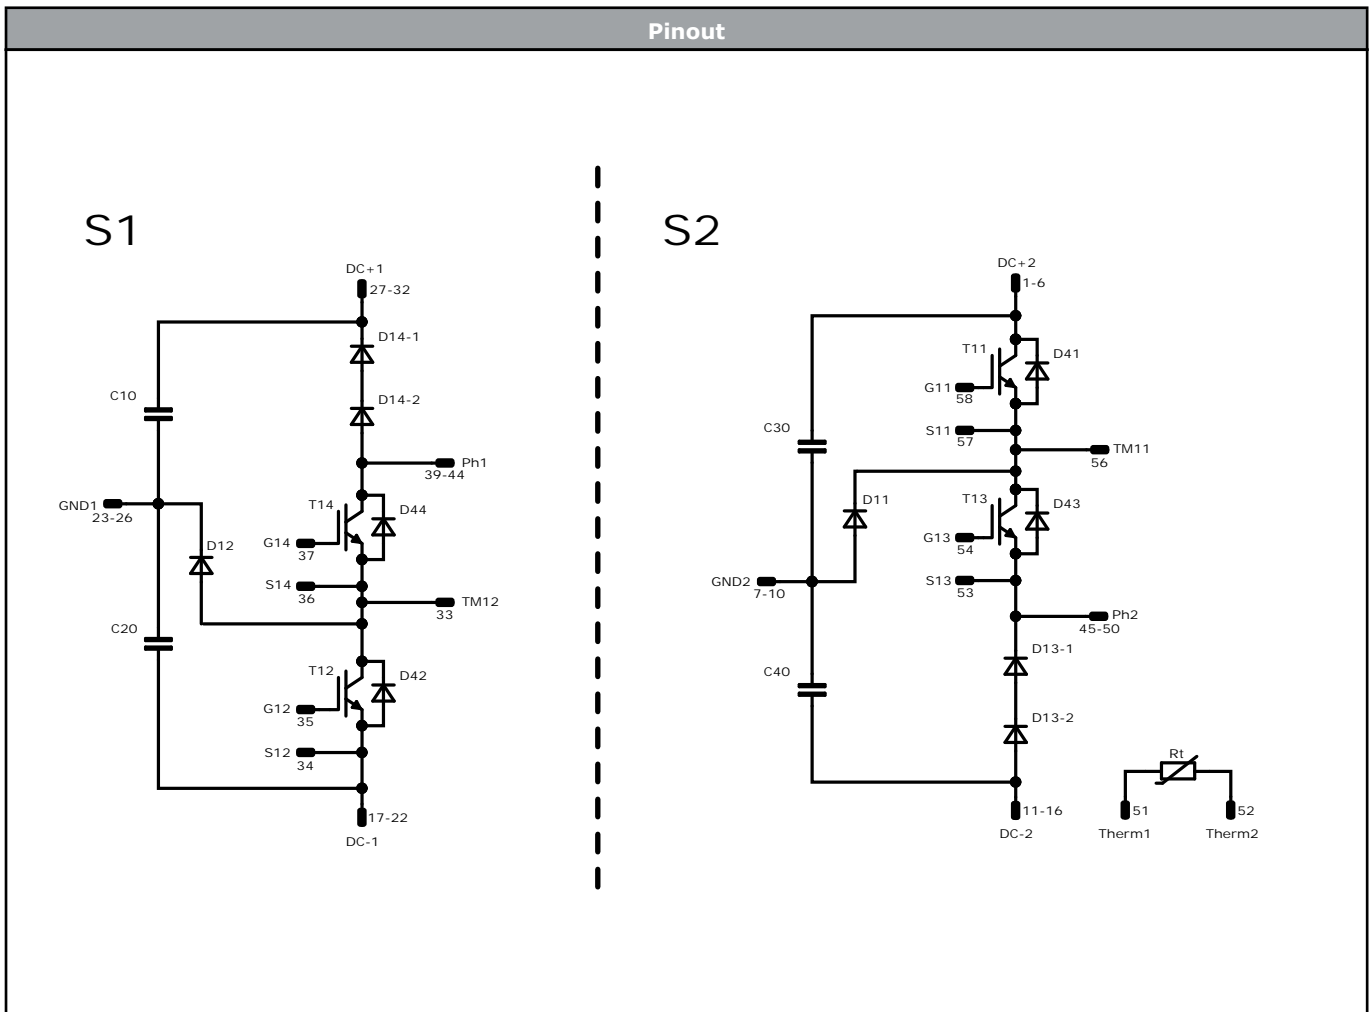 Pinout
S1
DC+1
27-32
D14-1
D14-2
C10
Ph1
39-44
GND1
23-26
T14
D44
G14
37
D12
S14
36
TM12
33
C20
T12
D42
G12
35
S12
34
17-22
DC-1
S2
DC+2
1-6
T11
D41
G11
58
C30
S11
57
TM11
56
D11
T13
D43
G13
54
GND2
7-10
S13
53
Ph2
45-50
D13-1
C40
D13-2
11-16
DC-2
Rt
51
52
Therm1
Therm2